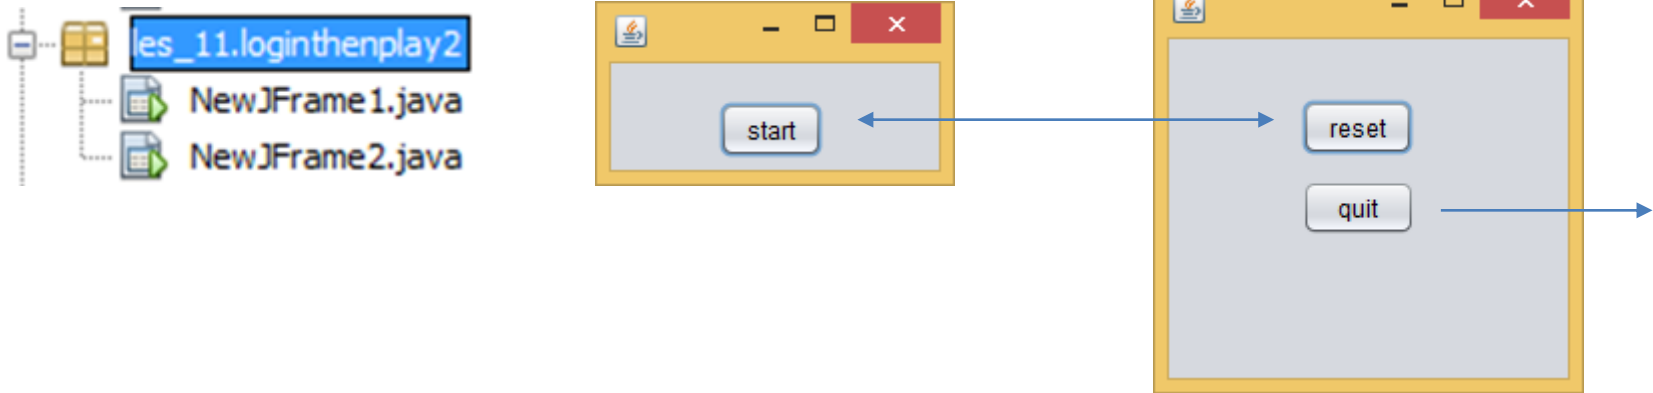 les_11.loginthenplay2
NewJFrame1.java
NewJFrame2.java
start
reset
quit